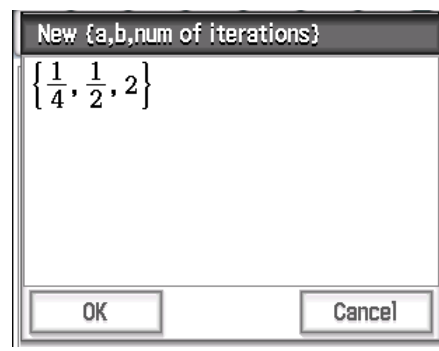 New {a,b,num of iterations}
{1/4, 1/2, 2}
OK
Cancel